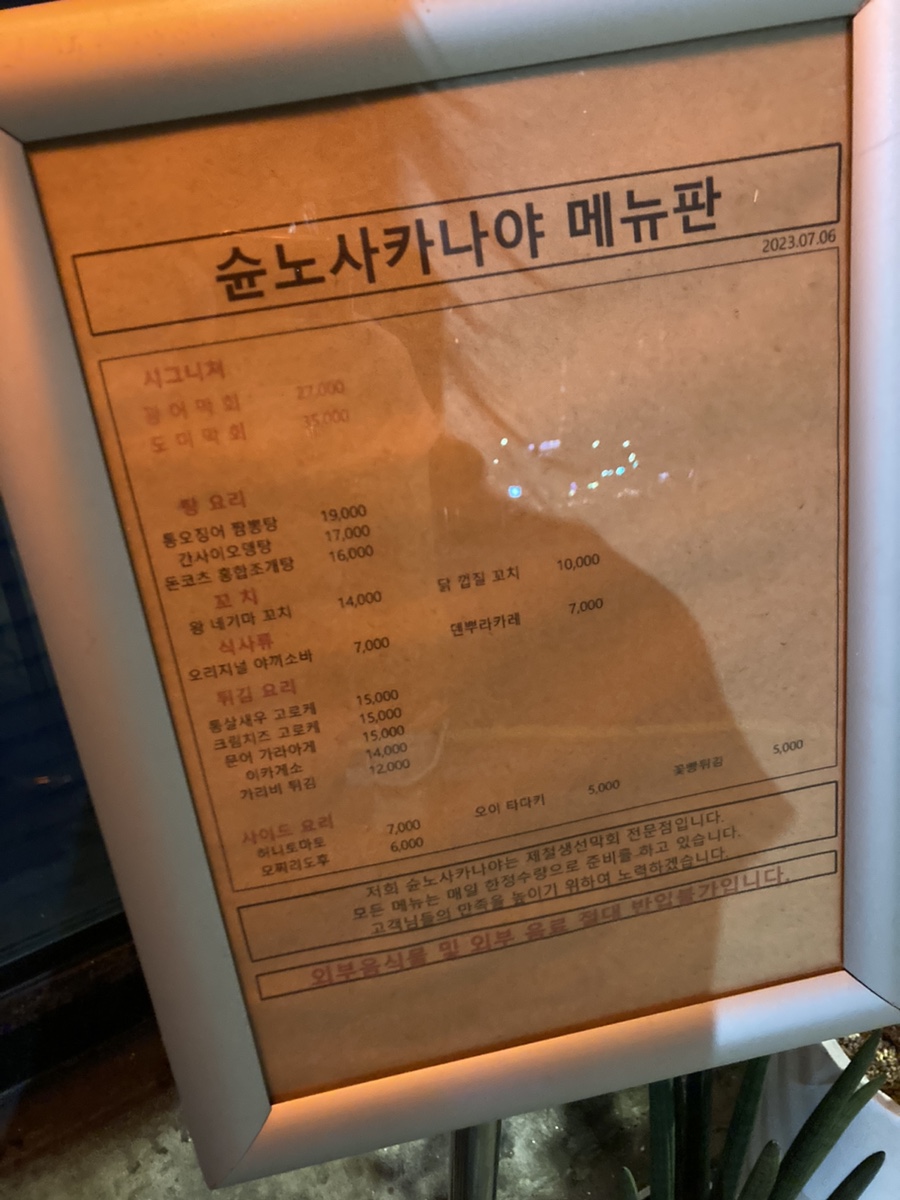 슌노사카나야 메뉴판
2023.07.06
시그니쳐
광어막회 27,000
도미막회 35,000
탕 요리
통오징어 짬뽕탕 19,000
간사이오뎅탕 17,000
돈코츠 홍합조개탕 16,000
꼬치
왕 네기마 꼬치 14,000 닭 껍질 꼬치 10,000
식사류
오리지널 야끼소바 7,000 덴뿌라카레 7,000
튀김 요리
통살새우 고로케 15,000
크림치즈 고로케 15,000
문어 가라아게 15,000
이카게소 14,000
가리비 튀김 12,000
사이드 요리
허니토마토 7,000 오이 타다키 5,000 꽃빵튀김 5,000
오찌리도후 6,000
저희 슌노사카나야는 제철생선막회 전문점입니다.
모든 메뉴는 매일 한정수량으로 준비를 하고 있습니다.
고객님들의 만족을 높이기 위하여 노력하겠습니다.
외부음식물 및 외부 음료 절대 반입불가입니다.